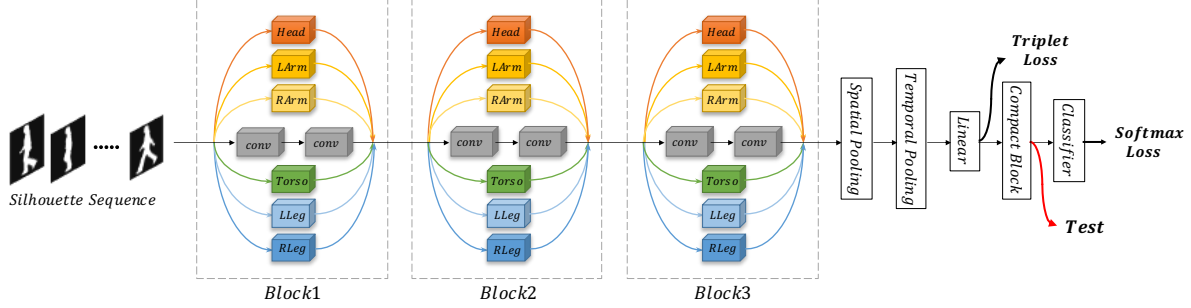 Silhouette Sequence
Head
LArm
RArm
conv
conv
Torso
LLeg
RLeg
Block1
Head
LArm
RArm
conv
conv
Torso
LLeg
RLeg
Block2
Head
LArm
RArm
conv
conv
Torso
LLeg
RLeg
Block3
Spatial Pooling
Temporal Pooling
Linear
Triplet
Loss
Compact Block
Test
Classifier
Softmax
Loss